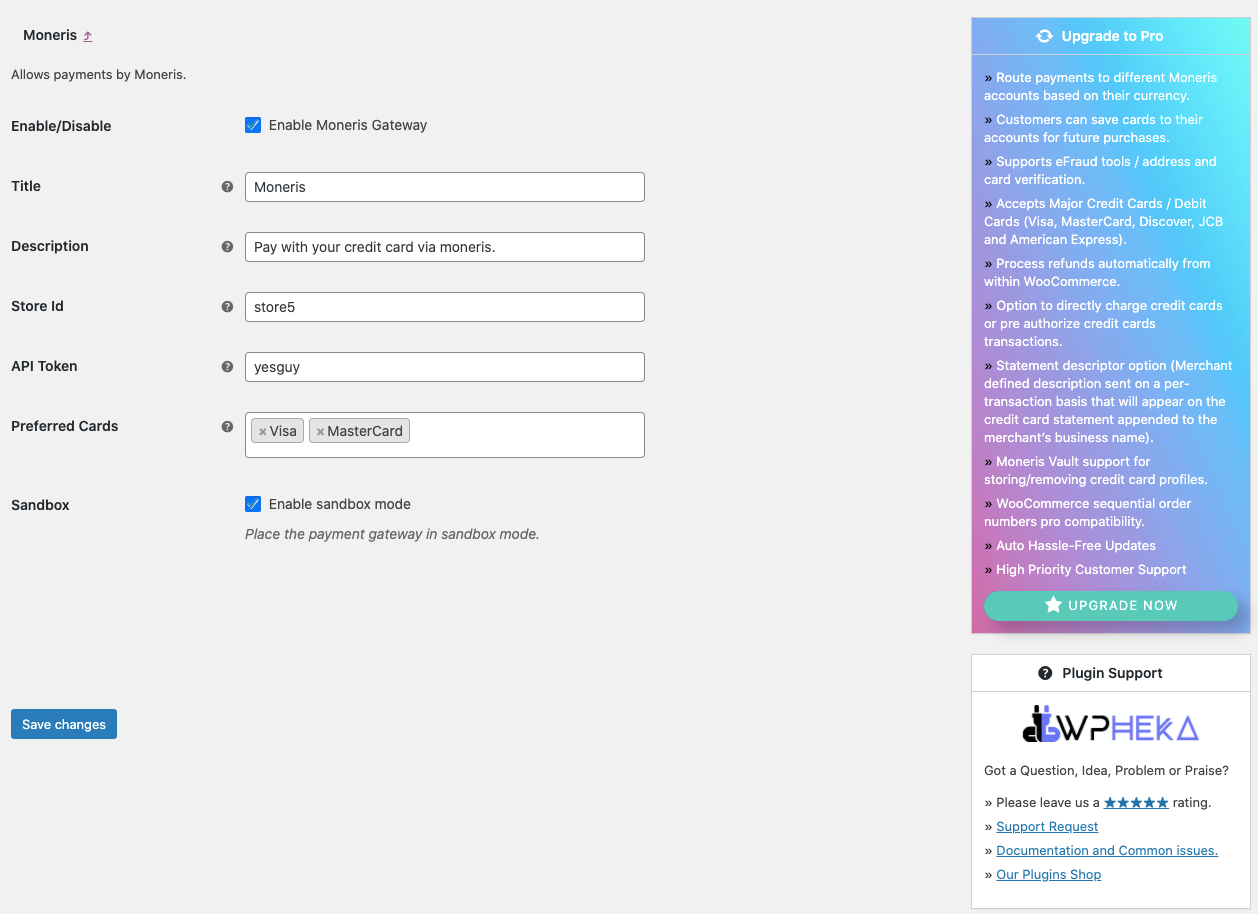 Moneris
Allows payments by Moneris.
Enable/Disable
Enable Moneris Gateway
Title
Moneris
Description
Pay with your credit card via moneris.
Store Id
store5
API Token
yesguy
Preferred Cards
× Visa × MasterCard
Sandbox
Enable sandbox mode
Place the payment gateway in sandbox mode.
Save changes
Upgrade to Pro
» Route payments to different Moneris
accounts based on their currency.
» Customers can save cards to their
accounts for future purchases.
» Supports eFraud tools / address and
card verification.
» Accepts Major Credit Cards / Debit
Cards (Visa, MasterCard, Discover, JCB
and American Express).
» Process refunds automatically from
within WooCommerce.
» Option to directly charge credit cards
or pre authorize credit cards
transactions.
» Statement descriptor option (Merchant
defined description sent on a per-
transaction basis that will appear on the
credit card statement appended to the
merchant’s business name).
» Moneris Vault support for
storing/removing credit card profiles.
» WooCommerce sequential order
numbers pro compatibility.
» Auto Hassle-Free Updates
» High Priority Customer Support
UPGRADE NOW
Plugin Support
WPHEKA
Got a Question, Idea, Problem or Praise?
» Please leave us a ★★★★★ rating.
» Support Request
» Documentation and Common issues.
» Our Plugins Shop